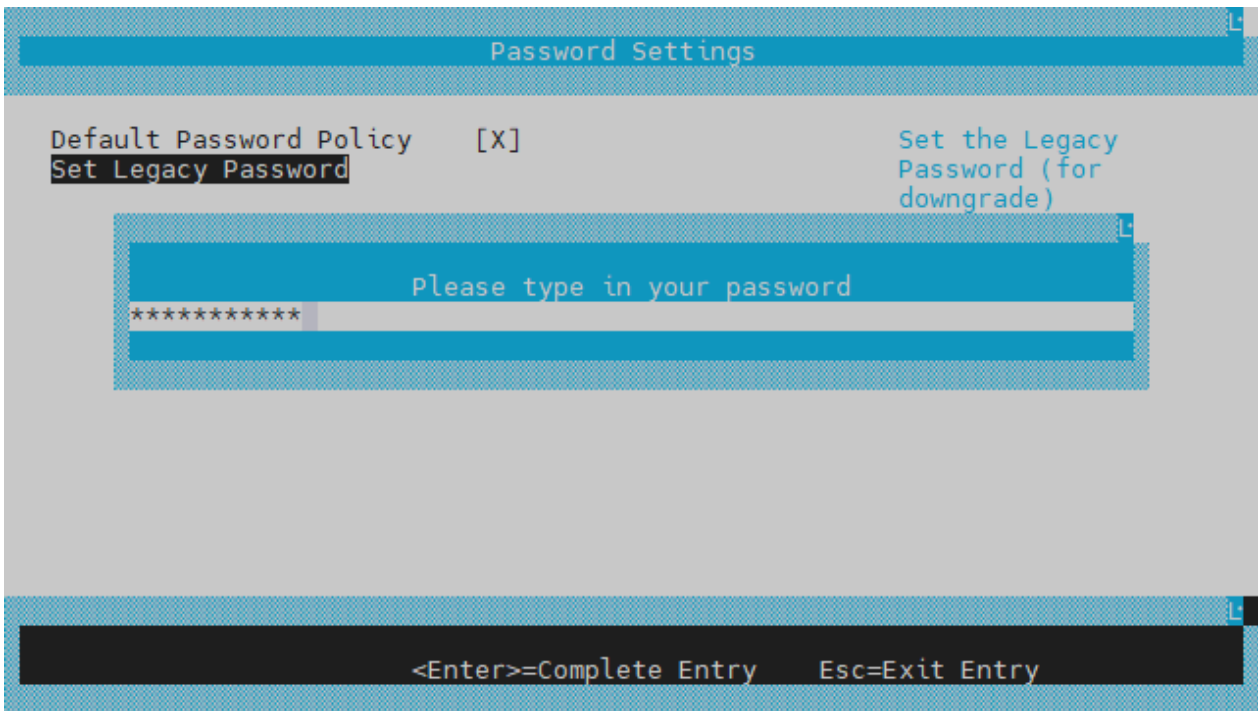 Password Settings
Default Password Policy [X]
Set Legacy Password
Set the Legacy
Password (for
downgrade)
Please type in your password
***********
<Enter>=Complete Entry Esc=Exit Entry